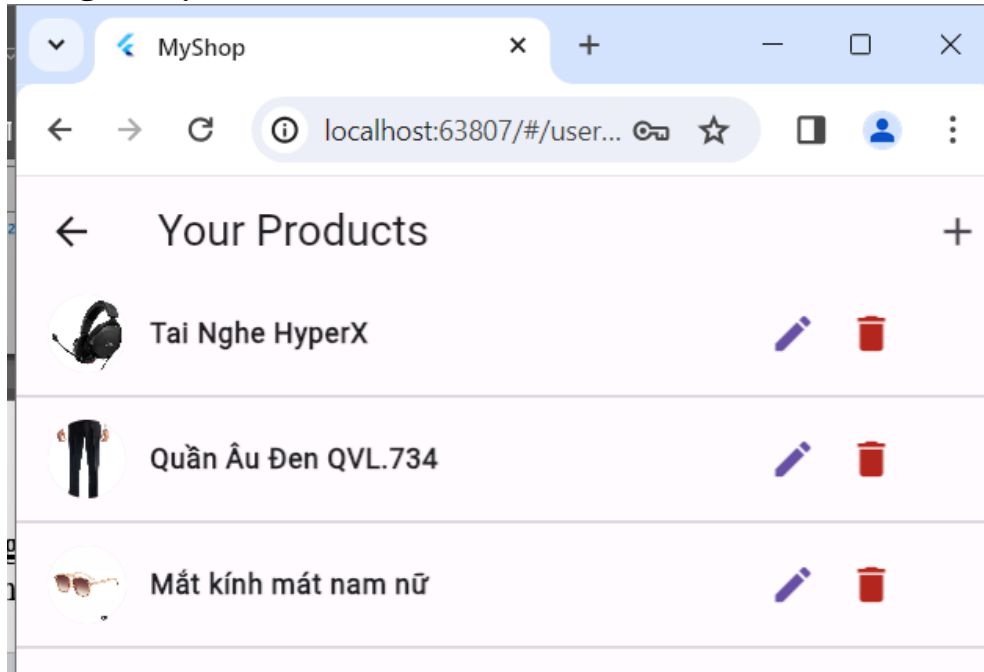 MyShop
localhost:63807/#/user...
Your Products
Tai Nghe HyperX
Quần Âu Đen QVL.734
Mắt kính mát nam nữ